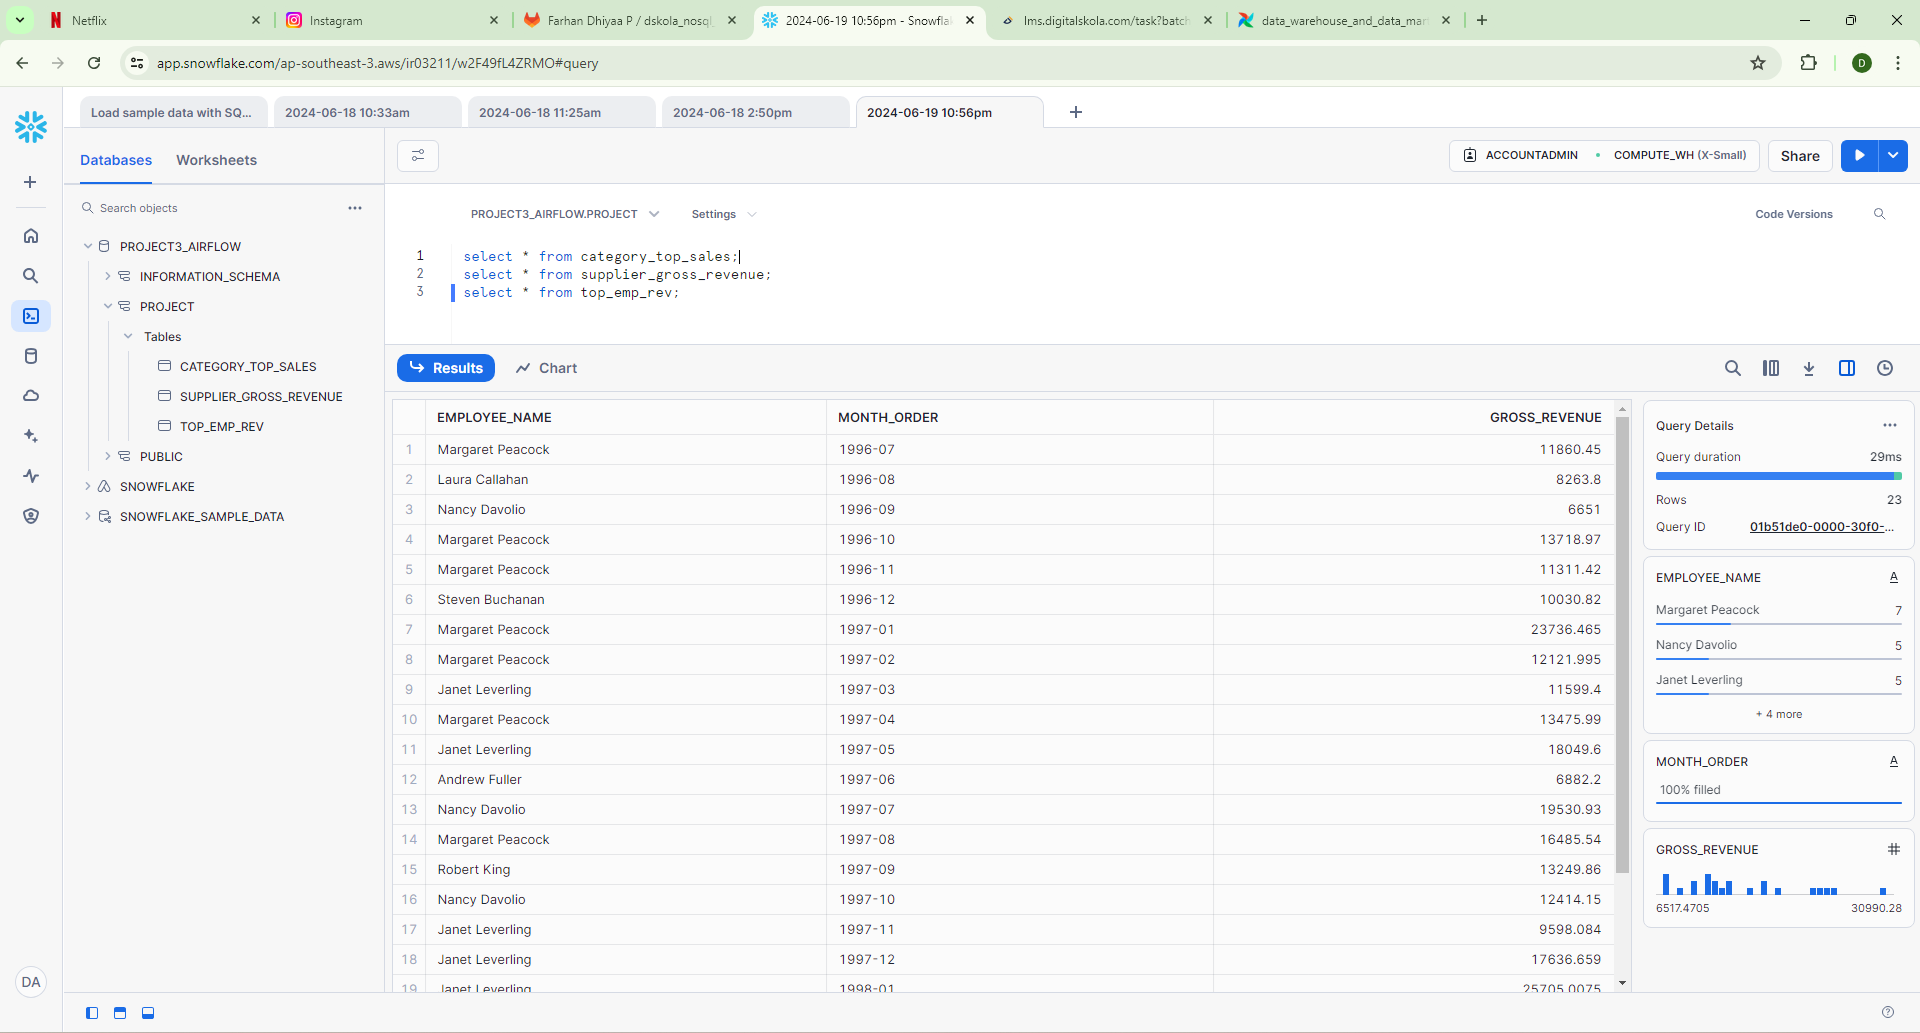 Netflix
Instagram
Farhan Dhiyaa P / dskola_nosql
2024-06-19 10:56pm - Snowfla
lms.digitalskola.com/task?batch
data_warehouse_and_data_mar
app.snowflake.com/ap-southeast-3.aws/ir03211/w2F49fL4ZRMO#query
D
Load sample data with SQ...
2024-06-18 10:33am
2024-06-18 11:25am
2024-06-18 2:50pm
2024-06-19 10:56pm
Databases
Worksheets
ACCOUNTADMIN
COMPUTE_WH (X-Small)
Share
Search objects
PROJECT3_AIRFLOW
INFORMATION_SCHEMA
PROJECT
Tables
CATEGORY_TOP_SALES
SUPPLIER_GROSS_REVENUE
TOP_EMP_REV
PUBLIC
SNOWFLAKE
SNOWFLAKE_SAMPLE_DATA
DA
PROJECT3_AIRFLOW.PROJECT
Settings
Code Versions
1 select * from category_top_sales;
2 select * from supplier_gross_revenue;
3 select * from top_emp_rev;
Results
Chart
EMPLOYEE_NAME MONTH_ORDER GROSS_REVENUE
1 Margaret Peacock 1996-07 11860.45
2 Laura Callahan 1996-08 8263.8
3 Nancy Davolio 1996-09 6651
4 Margaret Peacock 1996-10 13718.97
5 Margaret Peacock 1996-11 11311.42
6 Steven Buchanan 1996-12 10030.82
7 Margaret Peacock 1997-01 23736.465
8 Margaret Peacock 1997-02 12121.995
9 Janet Leverling 1997-03 11599.4
10 Margaret Peacock 1997-04 13475.99
11 Janet Leverling 1997-05 18049.6
12 Andrew Fuller 1997-06 6882.2
13 Nancy Davolio 1997-07 19530.93
14 Margaret Peacock 1997-08 16485.54
15 Robert King 1997-09 13249.86
16 Nancy Davolio 1997-10 12414.15
17 Janet Leverling 1997-11 9598.084
18 Janet Leverling 1997-12 17636.659
19 Janet Leverling 1998-01 25705.0075
Query Details
Query duration 29ms
Rows 23
Query ID 01b51de0-0000-30f0-...
EMPLOYEE_NAME
Margaret Peacock 7
Nancy Davolio 5
Janet Leverling 5
+ 4 more
MONTH_ORDER
100% filled
GROSS_REVENUE
6517.4705 30990.28